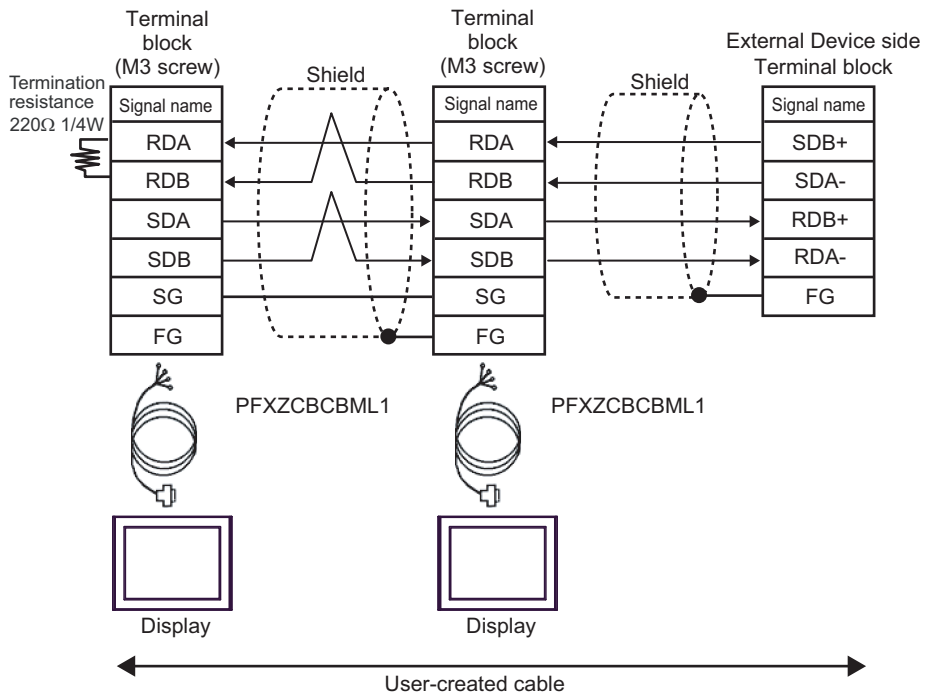 Terminal
block
(M3 screw)
Terminal
block
(M3 screw)
External Device side
Terminal block
Termination
resistance
220Ω 1/4W
Shield
Shield
Signal name
RDA
RDB
SDA
SDB
SG
FG
Signal name
RDA
RDB
SDA
SDB
SG
FG
Signal name
SDB+
SDA-
RDB+
RDA-
FG
PFXZCBCBML1
PFXZCBCBML1
Display
Display
User-created cable